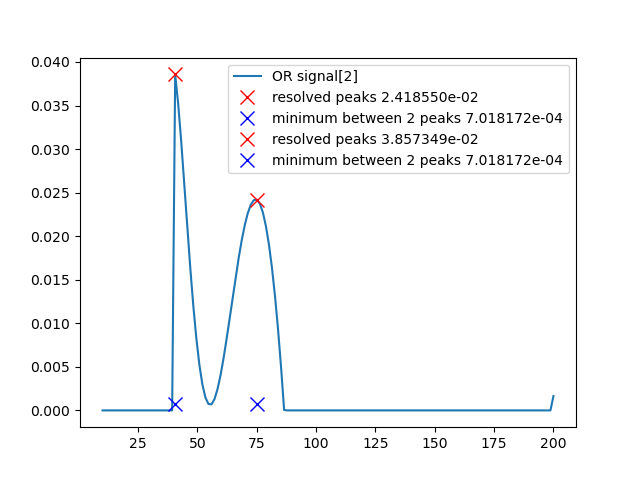 0.040
0.035
0.030
0.025
0.020
0.015
0.010
0.005
0.000
OR signal[2]
resolved peaks 2.418550e-02
minimum between 2 peaks 7.018172e-04
resolved peaks 3.857349e-02
minimum between 2 peaks 7.018172e-04
25 50 75 100 125 150 175 200